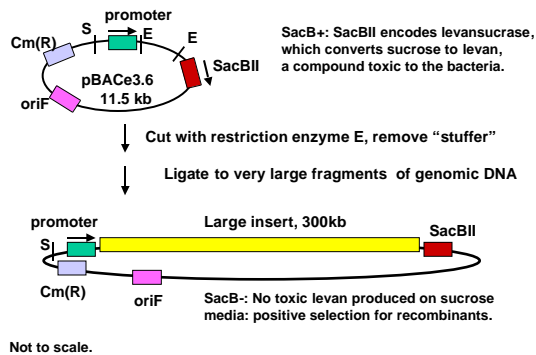 promoter
S
E
E
Cm(R)
SacBII
pBACe3.6
11.5 kb
oriF
SacB+: SacBII encodes levansucrase,
which converts sucrose to levan,
a compound toxic to the bacteria.
Cut with restriction enzyme E, remove “stuffer”
Ligate to very large fragments of genomic DNA
promoter
Large insert, 300kb
SacBII
S
Cm(R)
oriF
SacB-: No toxic levan produced on sucrose
media: positive selection for recombinants.
Not to scale.